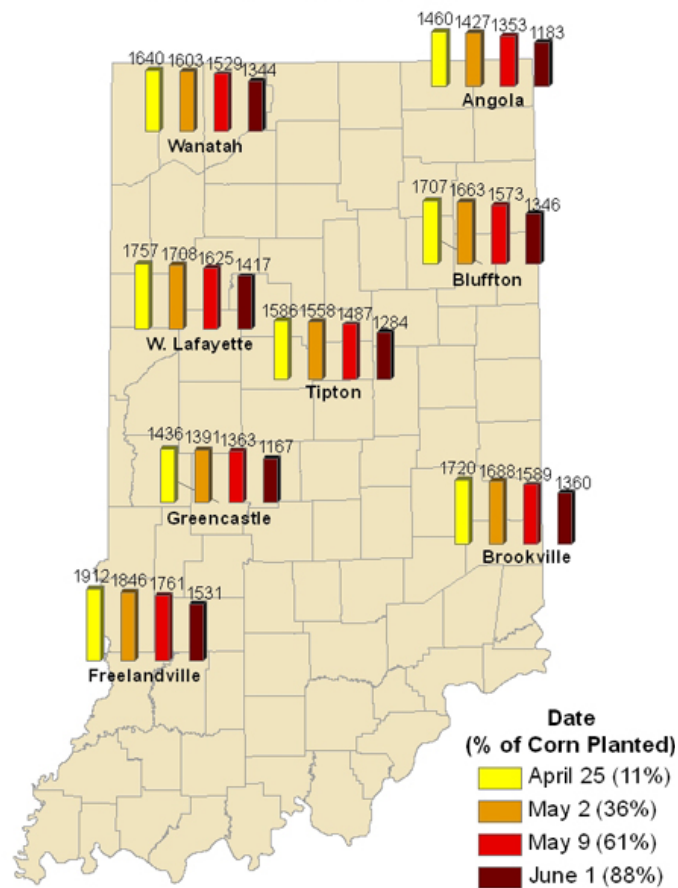 1460 1427 1353 1183
Angola
1640 1603 1529 1344
Wanatah
1707 1663 1573 1346
Bluffton
1757 1708 1625 1417
W. Lafayette
1586 1558 1487 1284
Tipton
1436 1391 1363 1167
Greencastle
1720 1688 1589 1360
Brookville
1912 1846 1761 1531
Freelandville
Date
(% of Corn Planted)
April 25 (11%)
May 2 (36%)
May 9 (61%)
June 1 (88%)